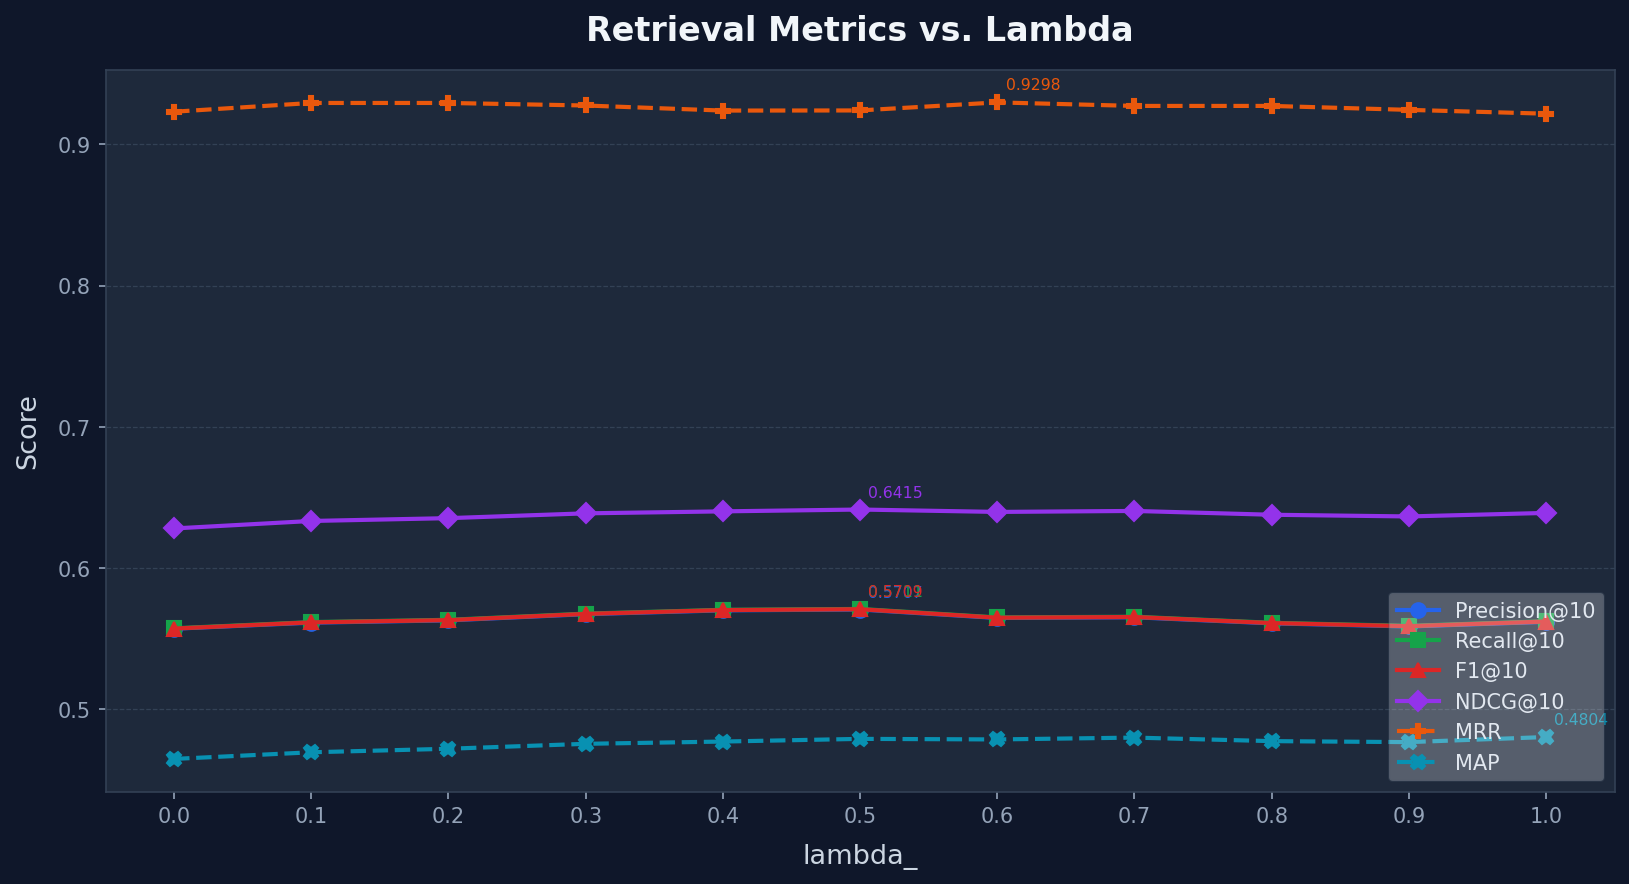 Retrieval Metrics vs. Lambda
0.9298
0.9
0.8
0.7
Score
0.6415
0.6
0.5
0.4804
Precision@10
Recall@10
F1@10
NDCG@10
MRR
MAP
0.0 0.1 0.2 0.3 0.4 0.5 0.6 0.7 0.8 0.9 1.0
lambda_